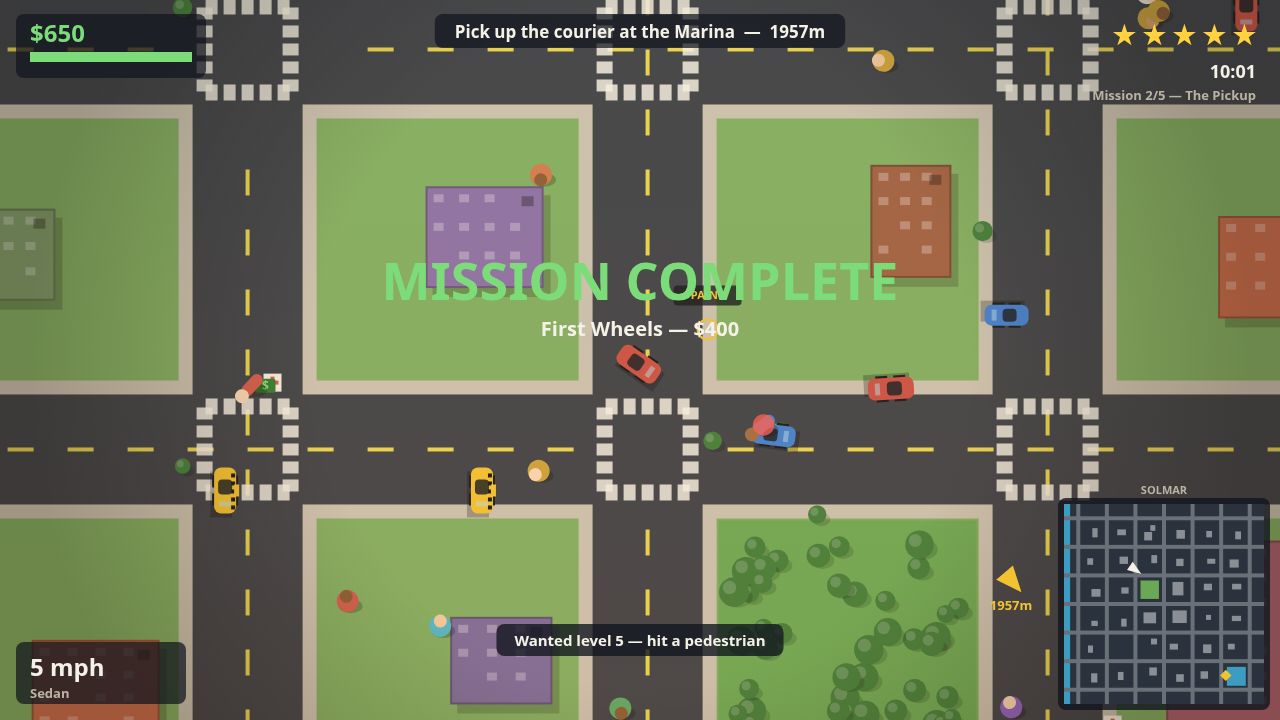 $650
Pick up the courier at the Marina — 1957m
10:01
Mission 2/5 — The Pickup
MISSION COMPLETE
First Wheels — $400
$
1957m
SOLMAR
Wanted level 5 — hit a pedestrian
5 mph
Sedan